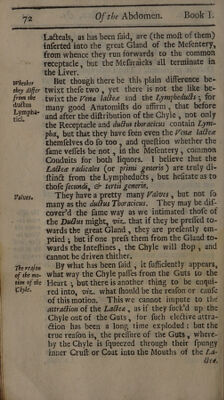 72 Of the Abdomen. Book I.
Lacteals, as has been said, are (the most of them)
inserted into the great Gland of the Mesentery,
from whence they run forwards to the common
receptacle, but the Mesaraicks all terminate in
the Liver.
Whether
they differ
from the
ductus
Lympha-
tici.
But though there be this plain difference be-
twixt these two, yet there is not the like be-
twixt the Venæ lacteæ and the Lympheducts; for
many good Anatomists do affirm, that before
and after the distribution of the Chyle, not only
the Receptacle and ductus thoracicus contain Lym-
pha, but that they have seen even the Venæ lacteæ
themselves do so too, and question whether the
same vessels be not, in the Mesentery, common
Conduits for both liquors. I believe that the
Lacteæ radicales (or primi generis) are truly di-
stinct from the Lympheducts, but hesitate as to
those secundi, & tertii generis.
Valves.
They have a pretty many Valves, but not so
many as the ductus Thoracicus. They may be dis-
cover'd the same way as we intimated those of
the Ductus might, viz. that if they be pressed to-
wards the great Gland, they are presently em-
ptied; but if one press them from the Gland to-
wards the Intestines, the Chyle will stop, and
cannot be driven thither.
The reason
of the mo-
tion of the
Chyle.
By what has been said, it sufficiently appears,
what way the Chyle passes from the Guts to the
Heart; but there is another thing to be enqui-
red into, viz. what should be the reason or cause
of this motion. This we cannot impute to the
attraction of the Lacteæ, as if they suck'd up the
Chyle out of the Guts, for such elective attra-
ction has been a long time exploded: but the
true reason is, the pressure of the Guts, where-
by the Chyle is squeezed through their spungy
inner Crust or Coat into the Mouths of the La-
cteæ.